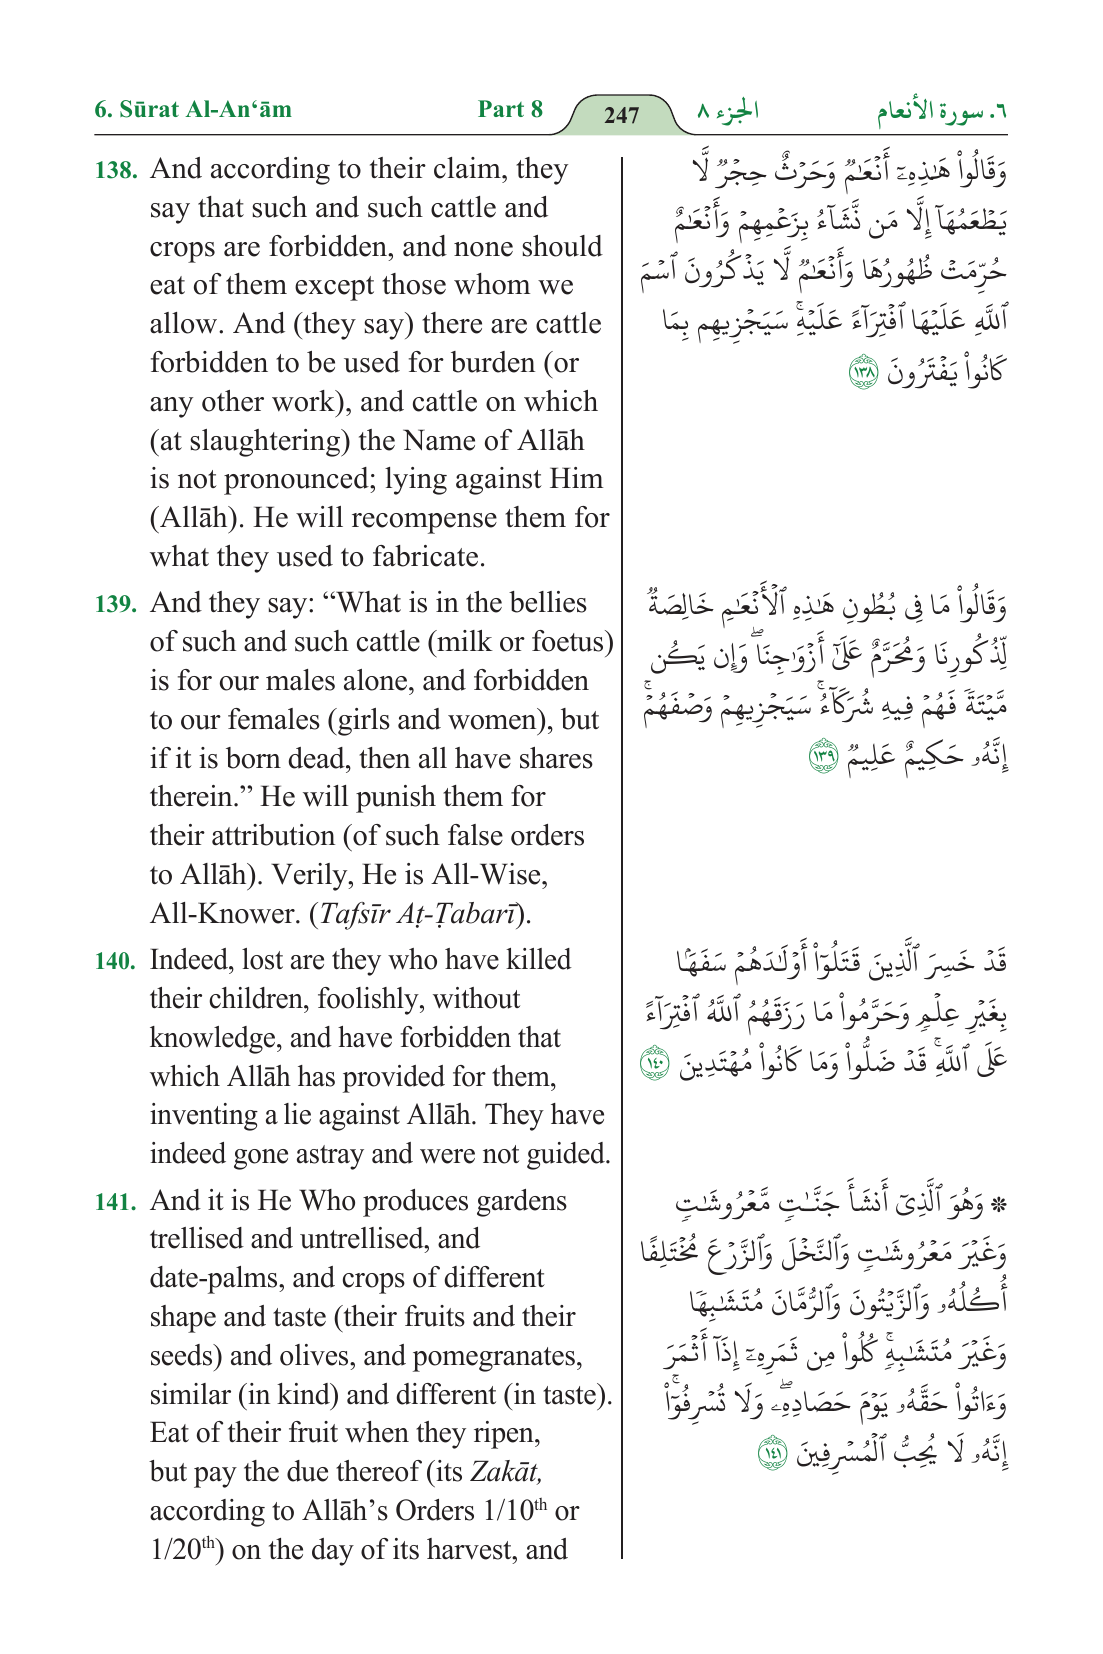 6. Sūrat Al-An‘ām
Part 8
247
الجزء ٨
٦. سورة الأنعام
138. And according to their claim, they
say that such and such cattle and
crops are forbidden, and none should
eat of them except those whom we
allow. And (they say) there are cattle
forbidden to be used for burden (or
any other work), and cattle on which
(at slaughtering) the Name of Allāh
is not pronounced; lying against Him
(Allāh). He will recompense them for
what they used to fabricate.
وَقَالُوا۟ هَـٰذِهِۦٓ أَنْعَـٰمٌ وَحَرْثٌ حِجْرٌ لَّا
يَطْعَمُهَآ إِلَّا مَن نَّشَآءُ بِزَعْمِهِمْ وَأَنْعَـٰمٌ
حُرِّمَتْ ظُهُورُهَا وَأَنْعَـٰمٌ لَّا يَذْكُرُونَ ٱسْمَ
ٱللَّهِ عَلَيْهَا ٱفْتِرَآءً عَلَيْهِ ۚ سَيَجْزِيهِم بِمَا
كَانُوا۟ يَفْتَرُونَ ١٣٨
139. And they say: “What is in the bellies
of such and such cattle (milk or foetus)
is for our males alone, and forbidden
to our females (girls and women), but
if it is born dead, then all have shares
therein.” He will punish them for
their attribution (of such false orders
to Allāh). Verily, He is All-Wise,
All-Knower. (Tafsīr Aṭ-Ṭabarī).
وَقَالُوا۟ مَا فِى بُطُونِ هَـٰذِهِ ٱلْأَنْعَـٰمِ خَالِصَةٌ
لِّذُكُورِنَا وَمُحَرَّمٌ عَلَىٰٓ أَزْوَٰجِنَا ۖ وَإِن يَكُن
مَّيْتَةً فَهُمْ فِيهِ شُرَكَآءُ ۚ سَيَجْزِيهِمْ وَصْفَهُمْ ۚ
إِنَّهُۥ حَكِيمٌ عَلِيمٌ ١٣٩
140. Indeed, lost are they who have killed
their children, foolishly, without
knowledge, and have forbidden that
which Allāh has provided for them,
inventing a lie against Allāh. They have
indeed gone astray and were not guided.
قَدْ خَسِرَ ٱلَّذِينَ قَتَلُوٓا۟ أَوْلَـٰدَهُمْ سَفَهًۢا
بِغَيْرِ عِلْمٍ وَحَرَّمُوا۟ مَا رَزَقَهُمُ ٱللَّهُ ٱفْتِرَآءً
عَلَى ٱللَّهِ ۚ قَدْ ضَلُّوا۟ وَمَا كَانُوا۟ مُهْتَدِينَ ١٤٠
141. And it is He Who produces gardens
trellised and untrellised, and
date-palms, and crops of different
shape and taste (their fruits and their
seeds) and olives, and pomegranates,
similar (in kind) and different (in taste).
Eat of their fruit when they ripen,
but pay the due thereof (its Zakāt,
according to Allāh’s Orders 1/10th or
1/20th) on the day of its harvest, and
❇ وَهُوَ ٱلَّذِىٓ أَنشَأَ جَنَّـٰتٍ مَّعْرُوشَـٰتٍ
وَغَيْرَ مَعْرُوشَـٰتٍ وَٱلنَّخْلَ وَٱلزَّرْعَ مُخْتَلِفًا
أُكُلُهُۥ وَٱلزَّيْتُونَ وَٱلرُّمَّانَ مُتَشَـٰبِهًا
وَغَيْرَ مُتَشَـٰبِهٍ ۚ كُلُوا۟ مِن ثَمَرِهِۦٓ إِذَآ أَثْمَرَ
وَءَاتُوا۟ حَقَّهُۥ يَوْمَ حَصَادِهِۦ ۖ وَلَا تُسْرِفُوٓا۟ ۚ
إِنَّهُۥ لَا يُحِبُّ ٱلْمُسْرِفِينَ ١٤١